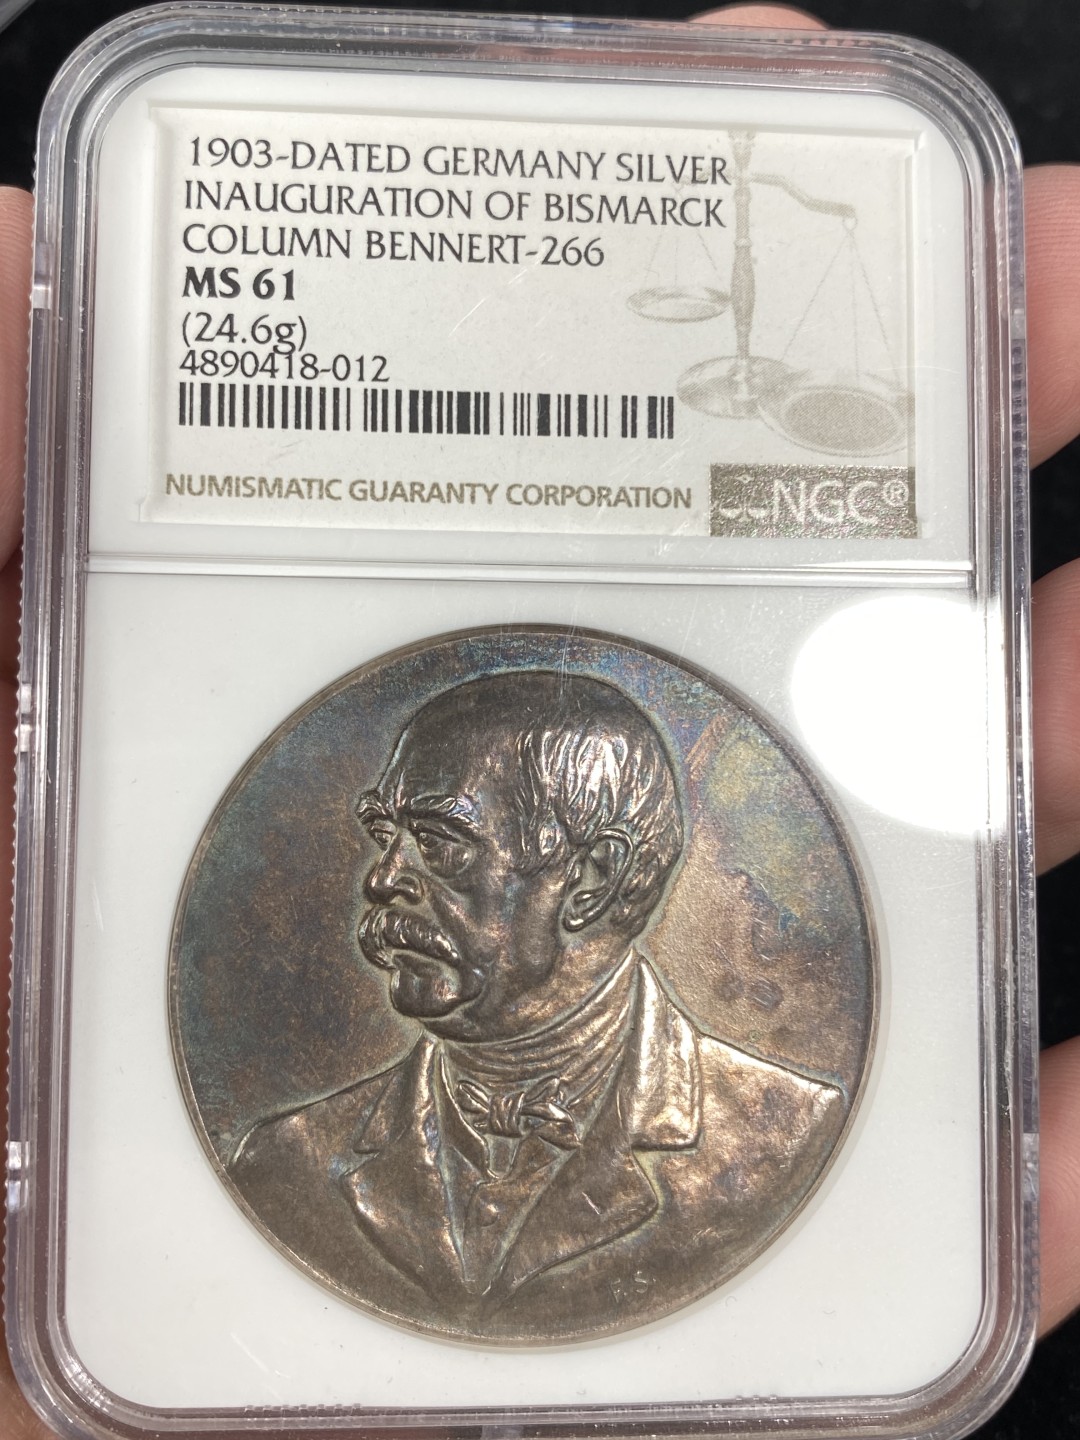 1903-DATED GERMANY SILVER
INAUGURATION OF BISMARCK
COLUMN BENNERT-266
MS 61
(24.6g)
4890418-012
NUMISMATIC GUARANTY CORPORATION
NGC®
F.S.